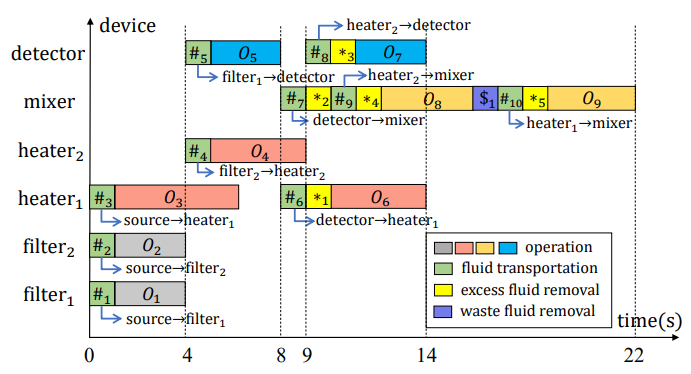 device
heater₂→detector
detector #₅ O₅ #₈ *₃ O₇
filter₁→detector
heater₂→mixer
mixer #₇ *₂ #₉ *₄ O₈ $₁ #₁₀ *₅ O₉
detector→mixer
heater₁→mixer
heater₂ #₄ O₄
filter₂→heater₂
heater₁ #₃ O₃ #₆ *₁ O₆
source→heater₁
detector→heater₁
filter₂ #₂ O₂
source→filter₂
filter₁ #₁ O₁
source→filter₁
operation
fluid transportation
excess fluid removal
waste fluid removal
time(s)
0 4 8 9 14 22